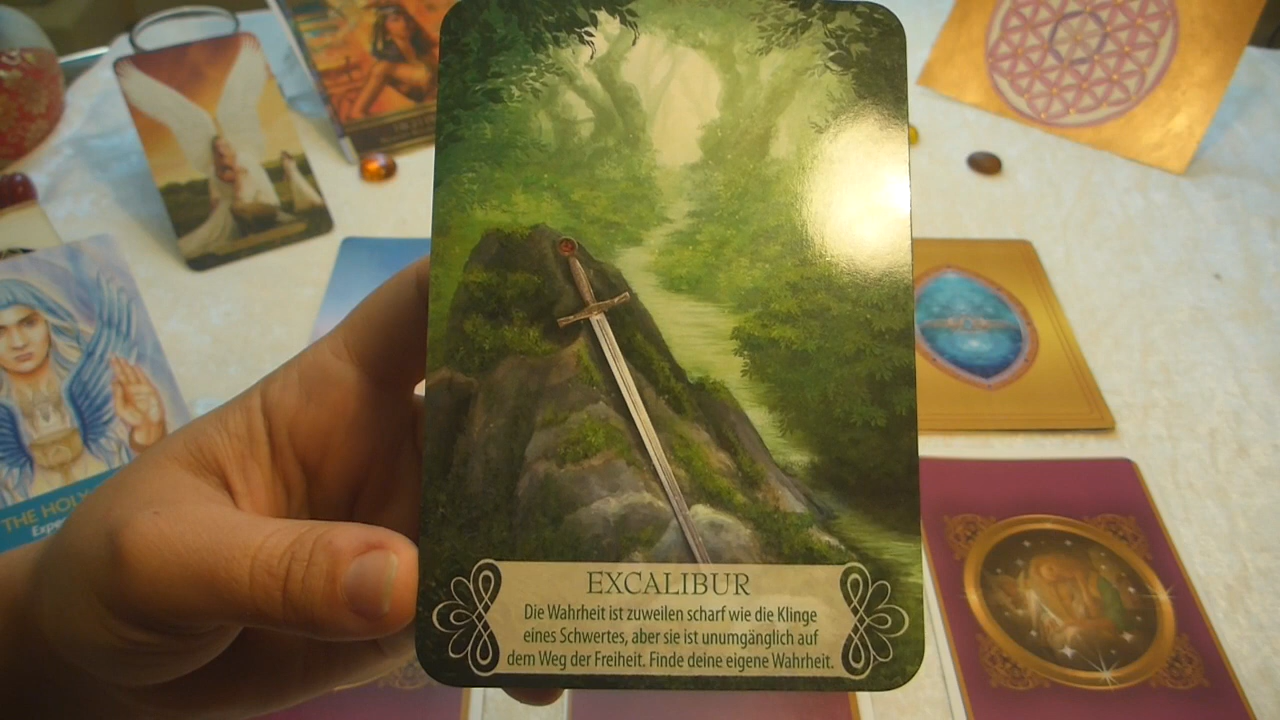 THE HOLY
EXCALIBUR
Die Wahrheit ist zuweilen scharf wie die Klinge
eines Schwertes, aber sie ist unumgänglich auf
dem Weg der Freiheit. Finde deine eigene Wahrheit.